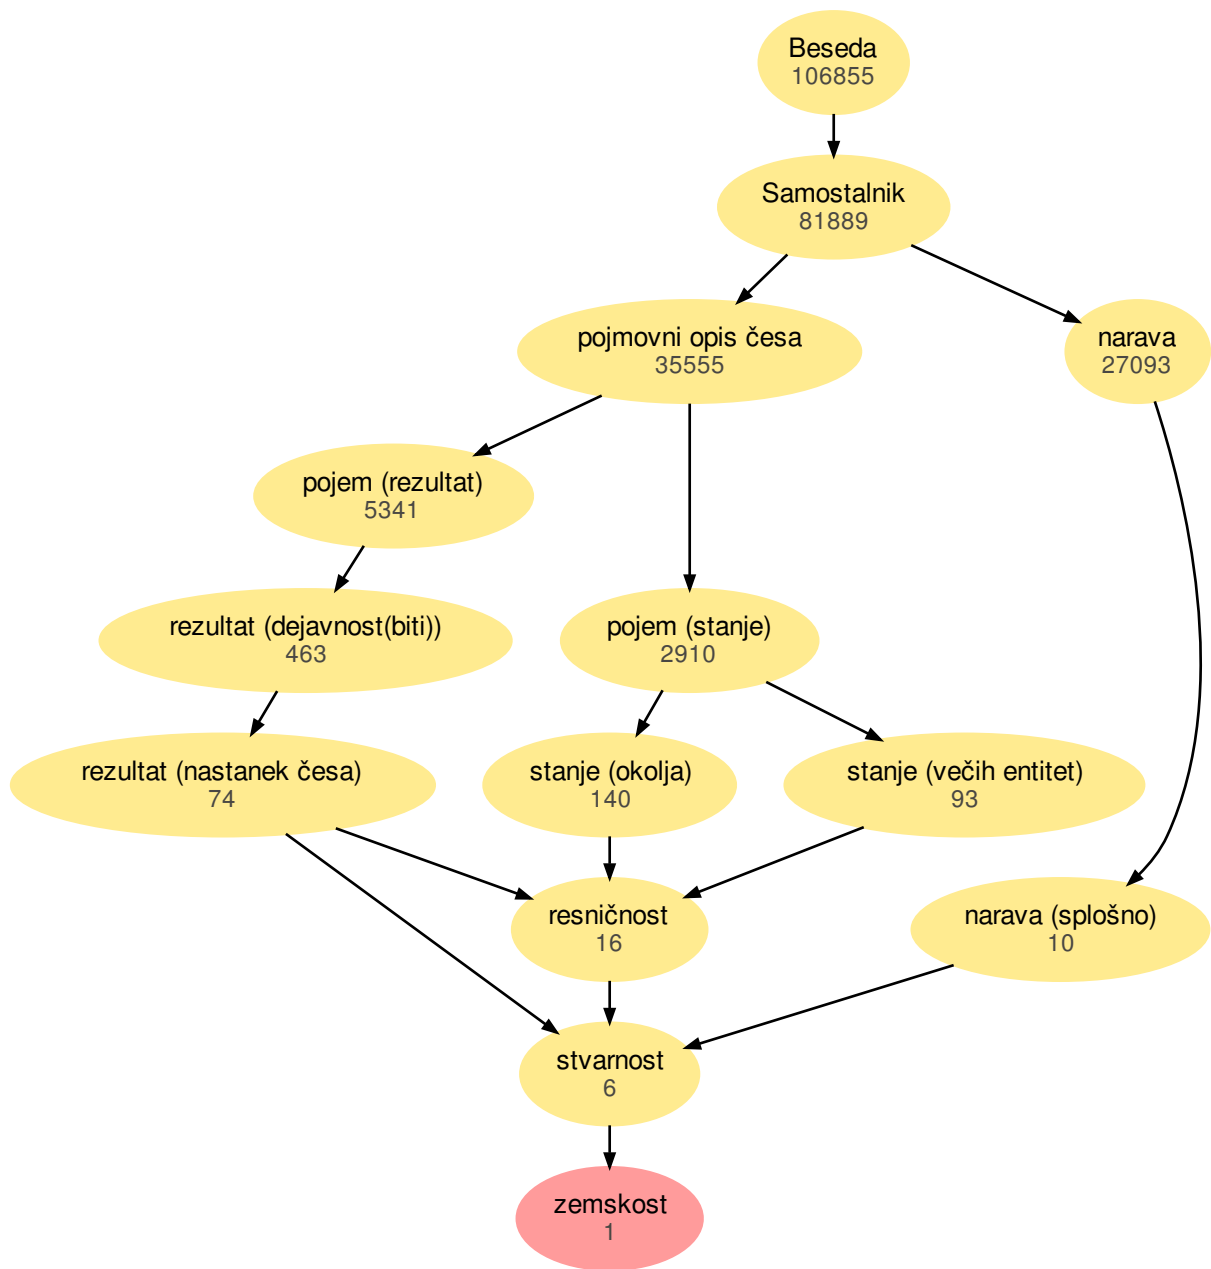 Beseda
106855
Samostalnik
81889
pojmovni opis česa
35555
narava
27093
pojem (rezultat)
5341
rezultat (dejavnost(biti))
463
pojem (stanje)
2910
rezultat (nastanek česa)
74
stanje (okolja)
140
stanje (večih entitet)
93
resničnost
16
narava (splošno)
10
stvarnost
6
zemskost
1